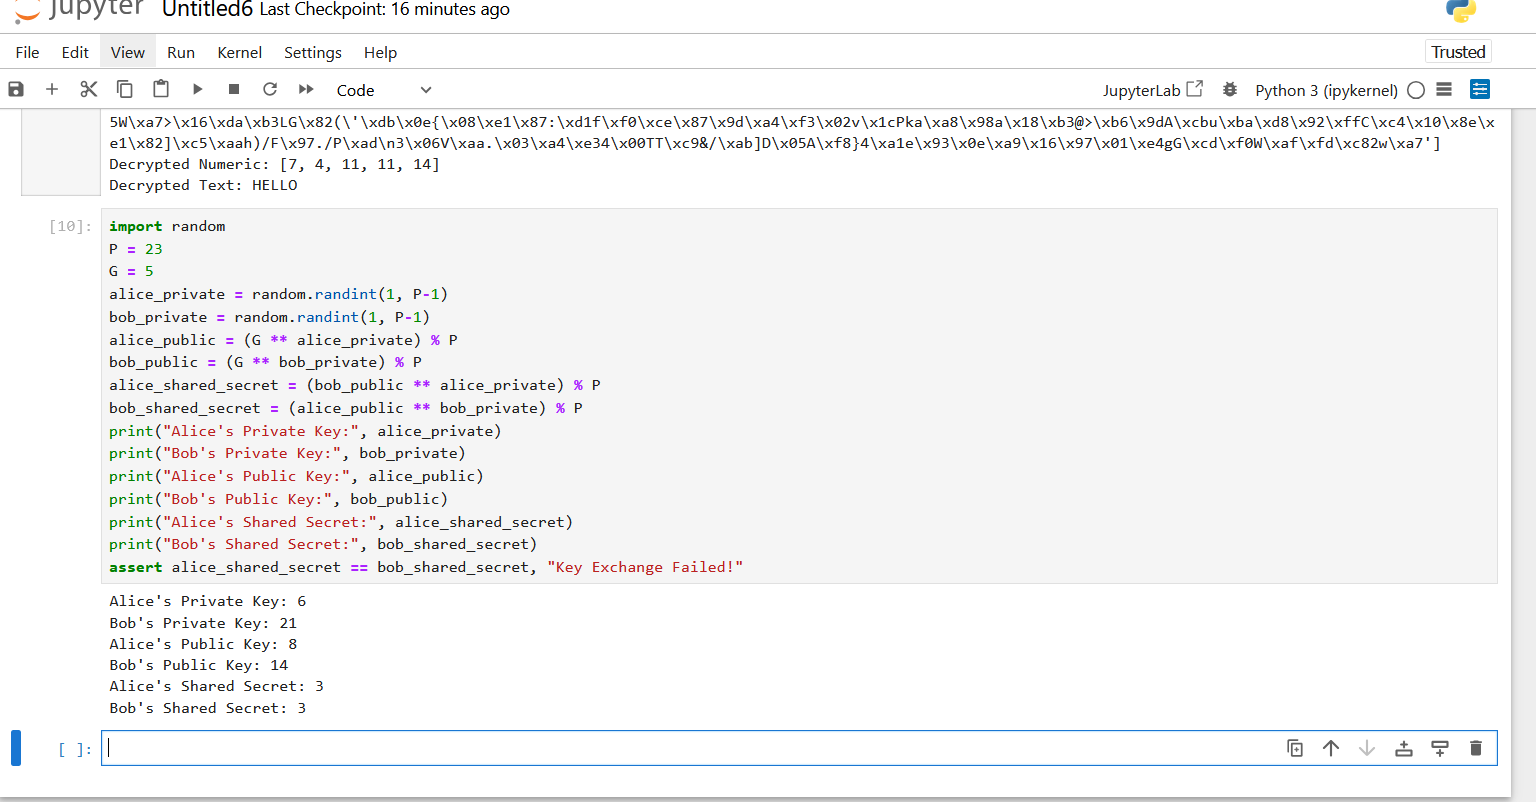 jupyter Untitled6 Last Checkpoint: 16 minutes ago
File Edit View Run Kernel Settings Help Trusted
Code JupyterLab Python 3 (ipykernel)
5W\xa7>\x16\xda\xb3LG\x82(\'\xdb\x0e{\x08\xe1\x87:\xd1f\xf0\xce\x87\x9d\xa4\xf3\x02v\x1cPka\xa8\x98a\x18\xb3@>\xb6\x9dA\xcbu\xba\xd8\x92\xffC\xc4\x10\x8e\x
e1\x82]\xc5\xaah)/F\x97./P\xad\n3\x06V\xaa.\x03\xa4\xe34\x00TT\xc9&/\xab]D\x05A\xf8}4\xa1e\x93\x0e\xa9\x16\x97\x01\xe4gG\xcd\xf0W\xaf\xfd\xc82w\xa7']
Decrypted Numeric: [7, 4, 11, 11, 14]
Decrypted Text: HELLO
[10]: import random
P = 23
G = 5
alice_private = random.randint(1, P-1)
bob_private = random.randint(1, P-1)
alice_public = (G ** alice_private) % P
bob_public = (G ** bob_private) % P
alice_shared_secret = (bob_public ** alice_private) % P
bob_shared_secret = (alice_public ** bob_private) % P
print("Alice's Private Key:", alice_private)
print("Bob's Private Key:", bob_private)
print("Alice's Public Key:", alice_public)
print("Bob's Public Key:", bob_public)
print("Alice's Shared Secret:", alice_shared_secret)
print("Bob's Shared Secret:", bob_shared_secret)
assert alice_shared_secret == bob_shared_secret, "Key Exchange Failed!"
Alice's Private Key: 6
Bob's Private Key: 21
Alice's Public Key: 8
Bob's Public Key: 14
Alice's Shared Secret: 3
Bob's Shared Secret: 3
[ ]: